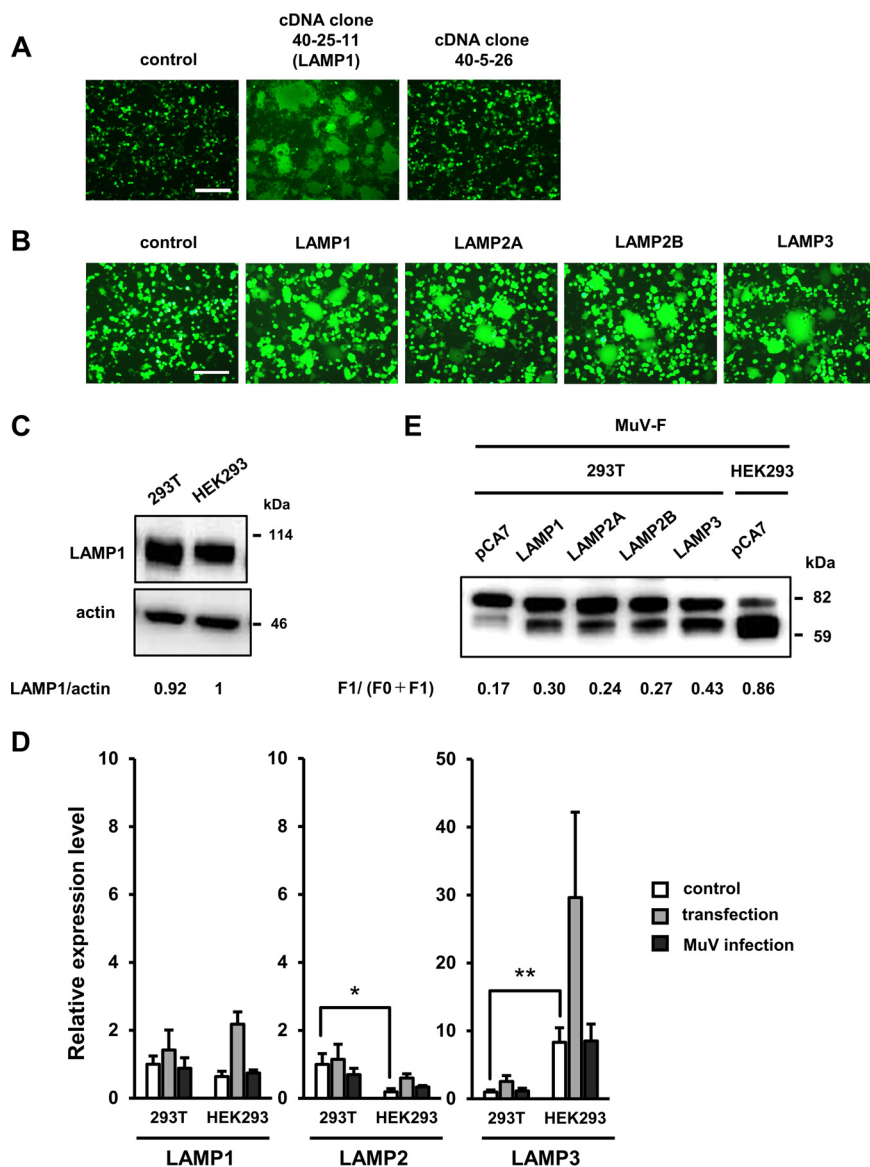 A
control
cDNA clone
40-25-11
(LAMP1)
cDNA clone
40-5-26
B
control
LAMP1
LAMP2A
LAMP2B
LAMP3
C
293T
HEK293
kDa
LAMP1
114
actin
46
LAMP1/actin
0.92
1
E
MuV-F
293T
HEK293
pCA7
LAMP1
LAMP2A
LAMP2B
LAMP3
pCA7
kDa
82
59
F1/ (F0+F1)
0.17
0.30
0.24
0.27
0.43
0.86
D
Relative expression level
10
8
6
4
2
0
293T
HEK293
LAMP1
10
8
6
4
2
0
*
293T
HEK293
LAMP2
50
40
30
20
10
0
**
293T
HEK293
LAMP3
control
transfection
MuV infection